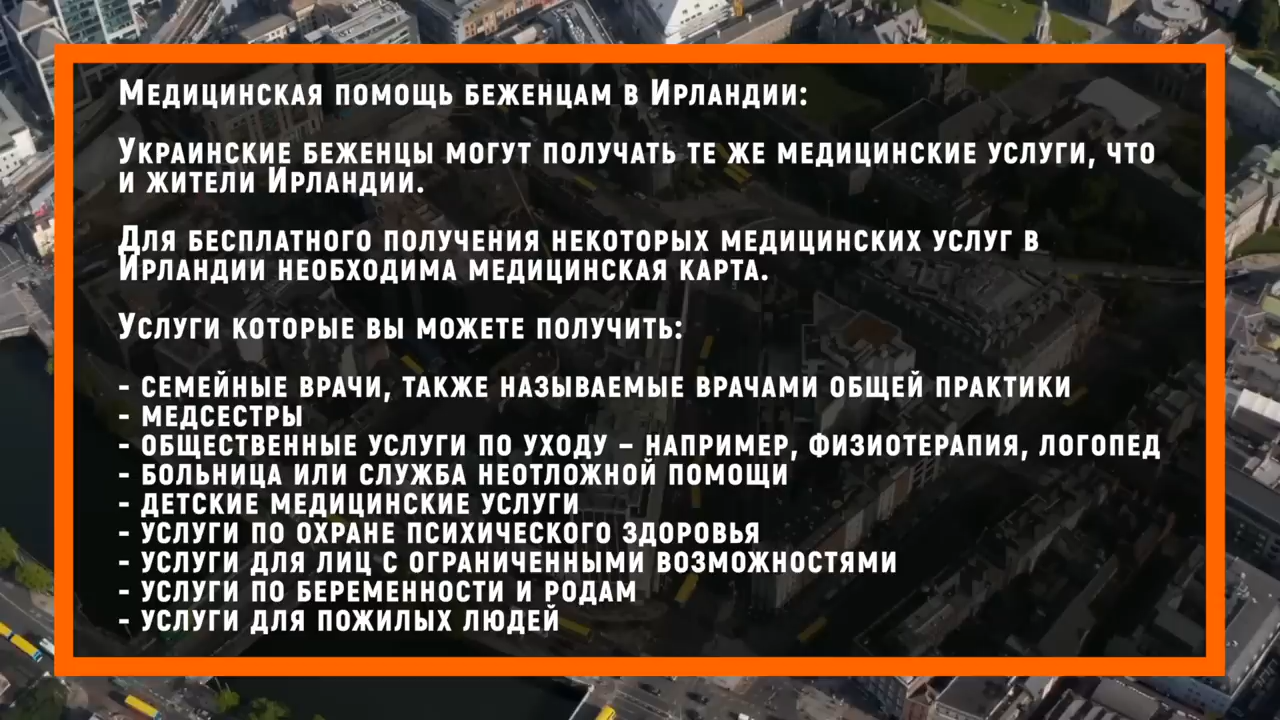 Медицинская помощь беженцам в Ирландии:
Украинские беженцы могут получать те же медицинские услуги, что
и жители Ирландии.
Для бесплатного получения некоторых медицинских услуг в
Ирландии необходима медицинская карта.
Услуги которые вы можете получить:
- семейные врачи, также называемые врачами общей практики
- медсестры
- общественные услуги по уходу – например, физиотерапия, логопед
- больница или служба неотложной помощи
- детские медицинские услуги
- услуги по охране психического здоровья
- услуги для лиц с ограниченными возможностями
- услуги по беременности и родам
- услуги для пожилых людей